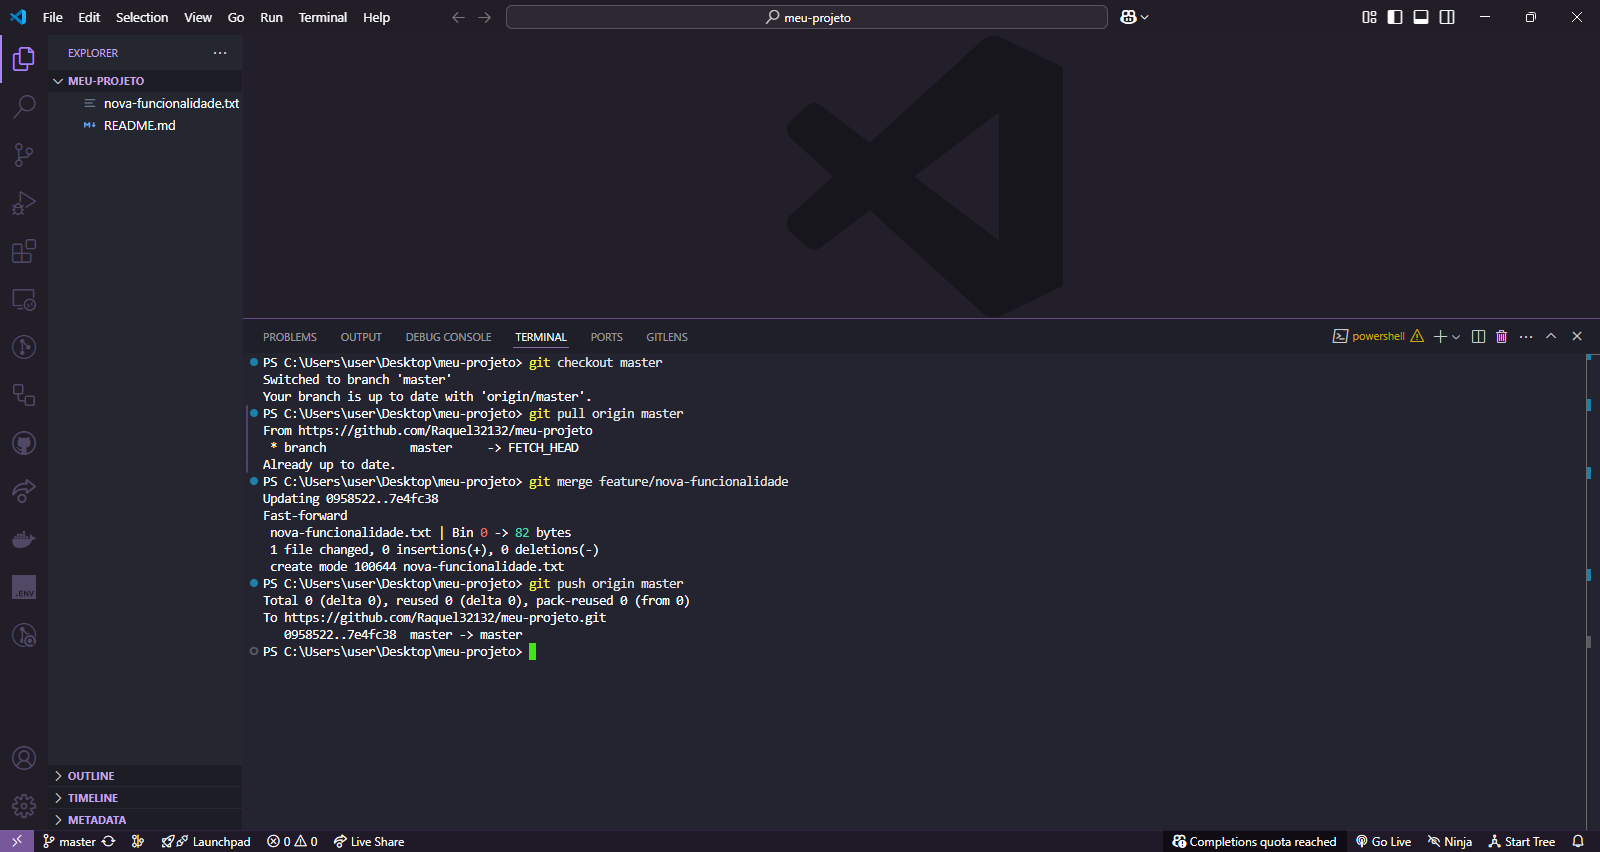 File Edit Selection View Go Run Terminal Help
meu-projeto
EXPLORER
MEU-PROJETO
nova-funcionalidade.txt
M+ README.md
PROBLEMS OUTPUT DEBUG CONSOLE TERMINAL PORTS GITLENS
powershell
PS C:\Users\user\Desktop\meu-projeto> git checkout master
Switched to branch 'master'
Your branch is up to date with 'origin/master'.
PS C:\Users\user\Desktop\meu-projeto> git pull origin master
From https://github.com/Raquel32132/meu-projeto
* branch master -> FETCH_HEAD
Already up to date.
PS C:\Users\user\Desktop\meu-projeto> git merge feature/nova-funcionalidade
Updating 0958522..7e4fc38
Fast-forward
nova-funcionalidade.txt | Bin 0 -> 82 bytes
1 file changed, 0 insertions(+), 0 deletions(-)
create mode 100644 nova-funcionalidade.txt
PS C:\Users\user\Desktop\meu-projeto> git push origin master
Total 0 (delta 0), reused 0 (delta 0), pack-reused 0 (from 0)
To https://github.com/Raquel32132/meu-projeto.git
0958522..7e4fc38 master -> master
PS C:\Users\user\Desktop\meu-projeto>
.ENV
OUTLINE
TIMELINE
METADATA
master Launchpad 0 0 Live Share Completions quota reached Go Live Ninja Start Tree